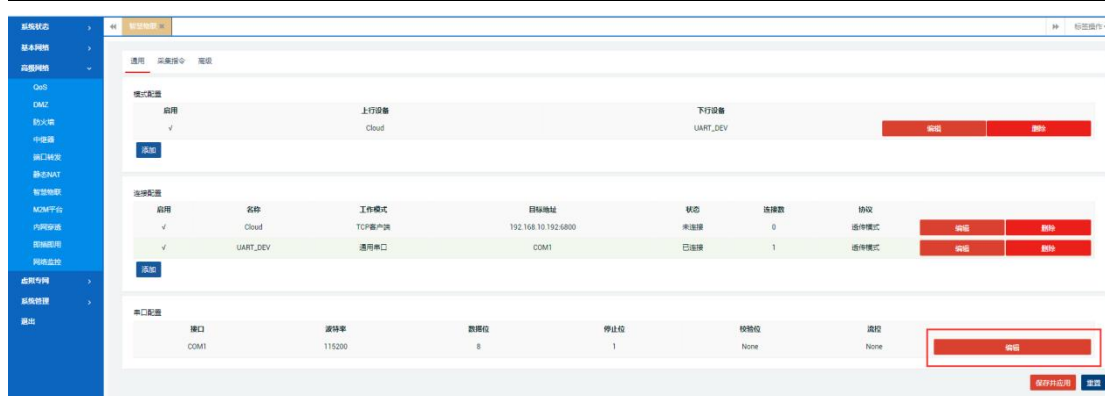 系统状态
智慧物联
标签操作
基本网络
高级网络
通用 采集指令 高级
QoS
DMZ
防火墙
中继器
端口转发
静态NAT
智慧物联
M2M平台
内网穿透
即插即用
网络监控
虚拟专网
系统管理
退出
模式配置
启用 上行设备 下行设备
√ Cloud UART_DEV 编辑 删除
添加
连接配置
启用 名称 工作模式 目标地址 状态 连接数 协议
√ Cloud TCP客户端 192.168.10.192:6800 未连接 0 透传模式 编辑 删除
√ UART_DEV 通用串口 COM1 已连接 1 透传模式 编辑 删除
添加
串口配置
接口 波特率 数据位 停止位 校验位 流控
COM1 115200 8 1 None None 编辑
保存并应用 重置